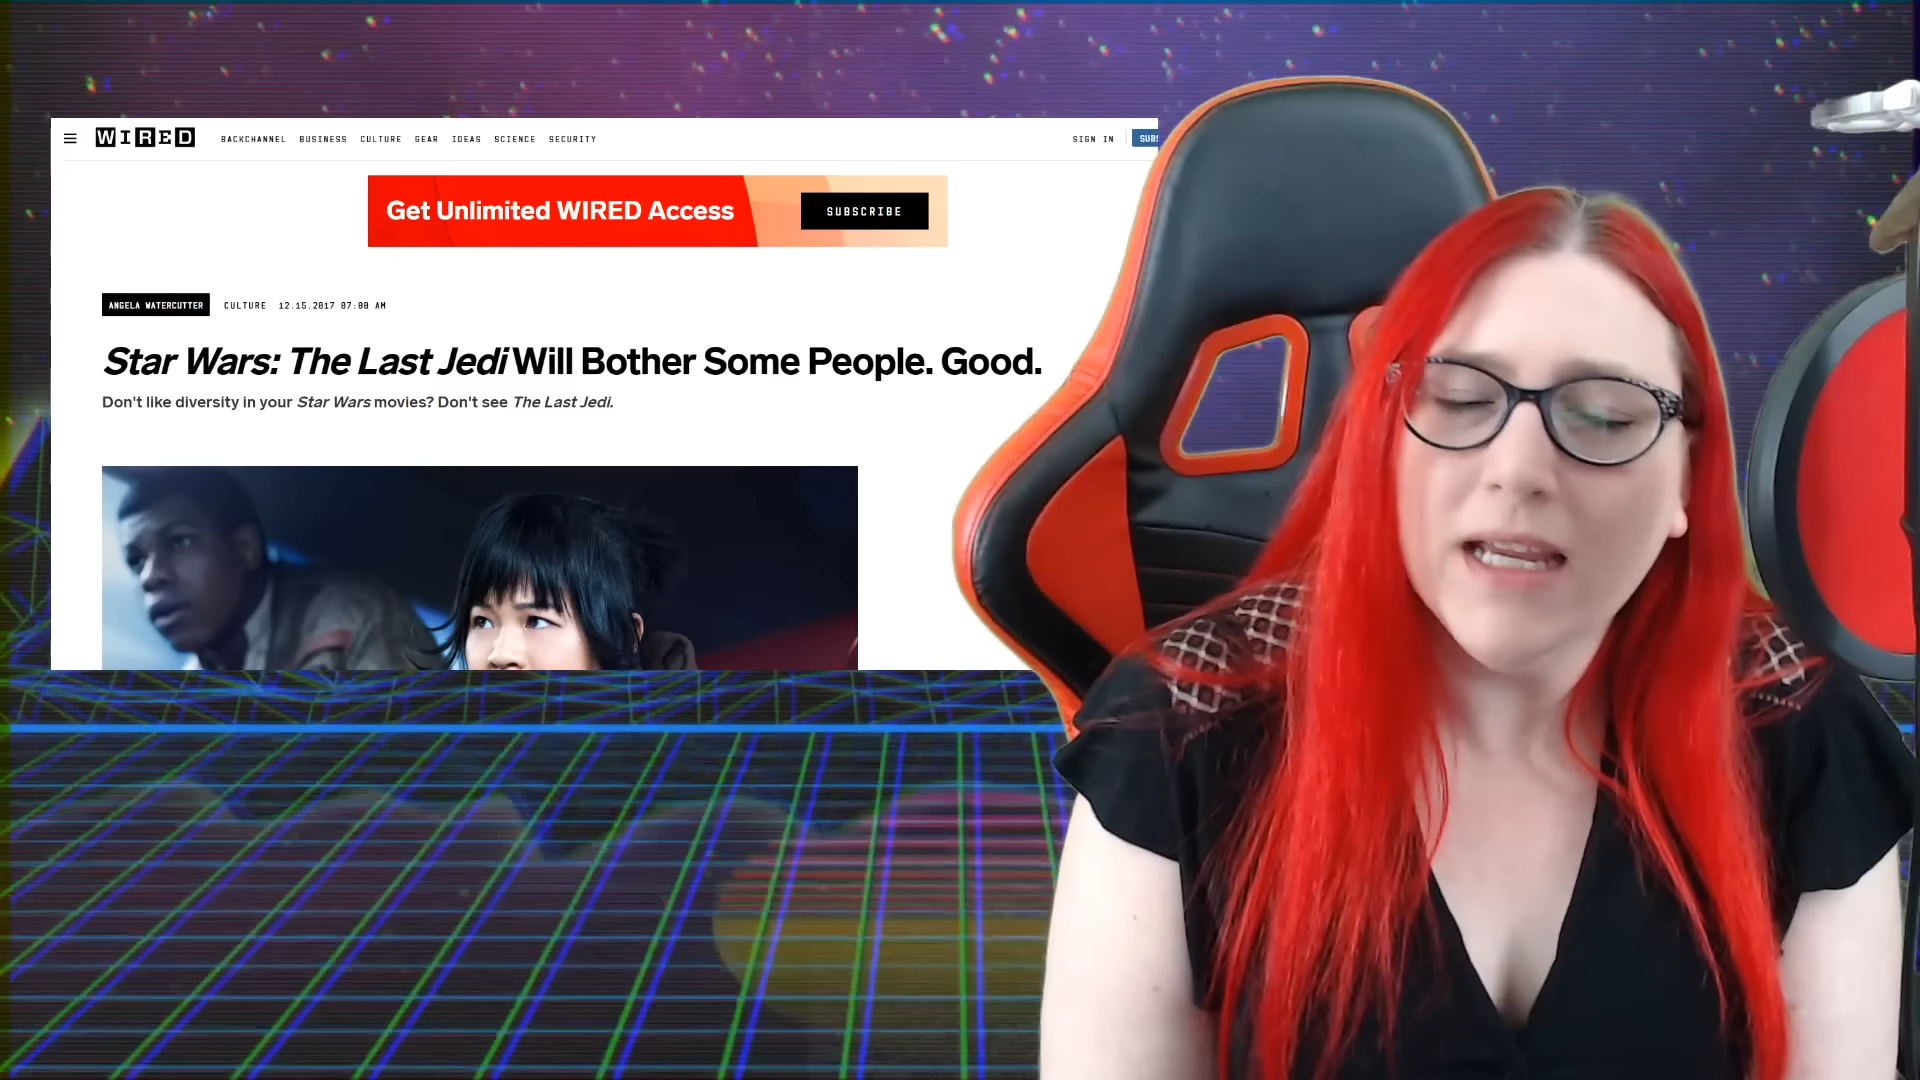 WIRED
BACKCHANNEL BUSINESS CULTURE GEAR IDEAS SCIENCE SECURITY
SIGN IN
SUBS
Get Unlimited WIRED Access
SUBSCRIBE
ANGELA WATERCUTTER CULTURE 12.15.2017 07:00 AM
Star Wars: The Last Jedi Will Bother Some People. Good.
Don't like diversity in your Star Wars movies? Don't see The Last Jedi.